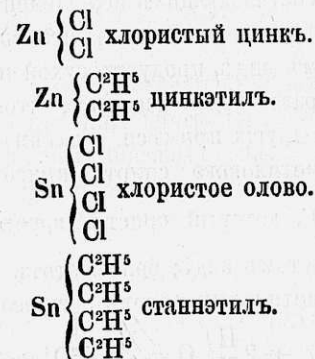 Zn { Cl
Cl хлористый цинкъ.
Zn { C²H⁵
C²H⁵ цинкэтилъ.
Cl
Cl
Sn { Cl хлористое олово.
Cl
C²H⁵
C²H⁵
Sn { C²H⁵ станнэтилъ.
C²H⁵